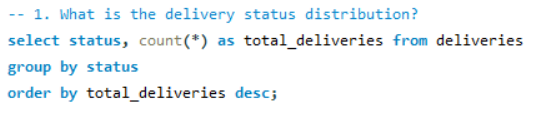 -- 1. What is the delivery status distribution?
select status, count(*) as total_deliveries from deliveries
group by status
order by total_deliveries desc;